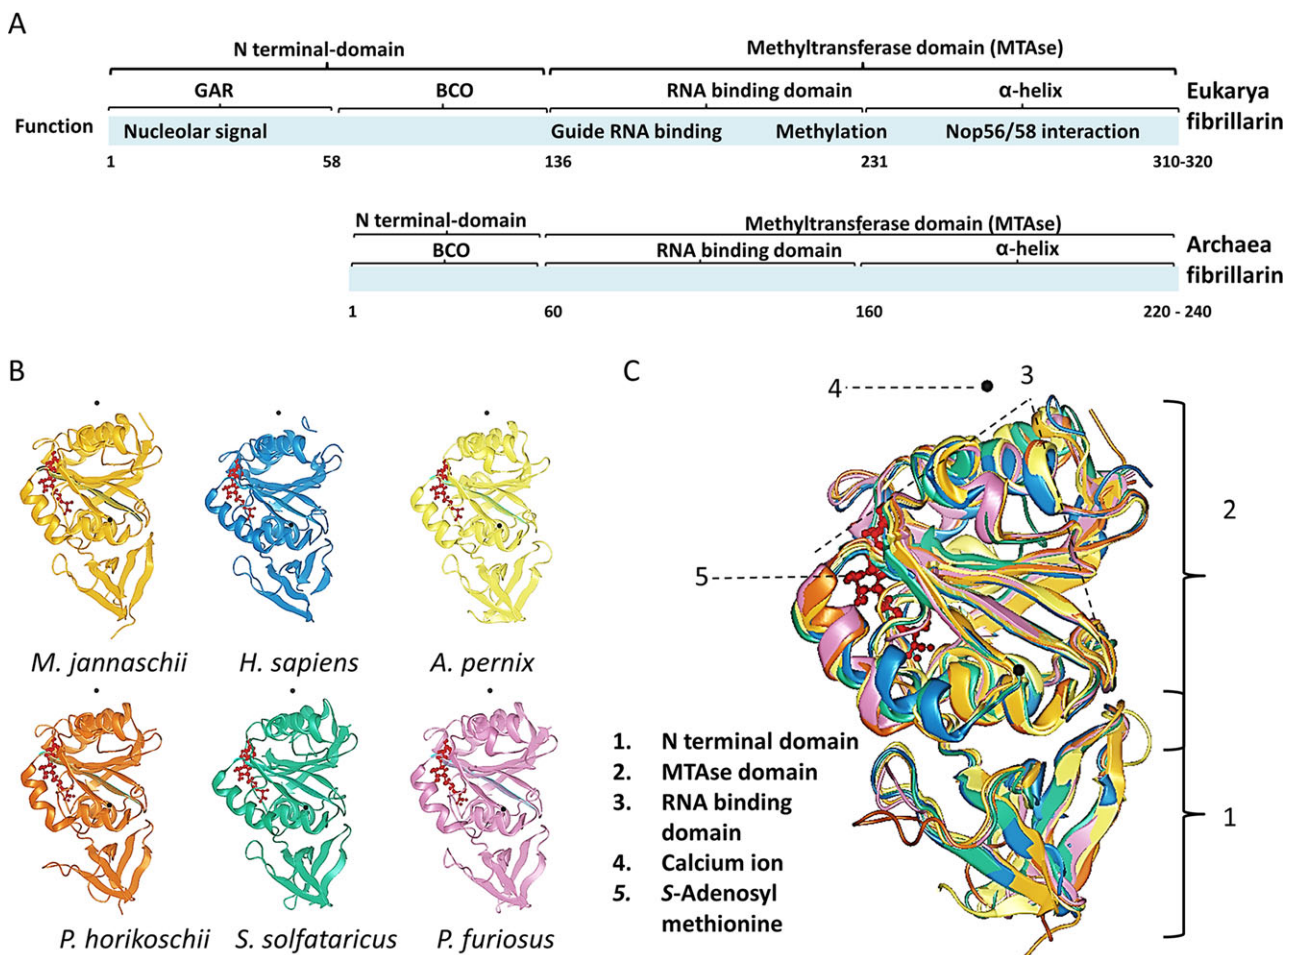 A
N terminal-domain
Methyltransferase domain (MTAse)
GAR
BCO
RNA binding domain
α-helix
Eukarya
fibrillarin
Function
Nucleolar signal
Guide RNA binding
Methylation
Nop56/58 interaction
1
58
136
231
310-320
N terminal-domain
Methyltransferase domain (MTAse)
BCO
RNA binding domain
α-helix
Archaea
fibrillarin
1
60
160
220 - 240
B
M. jannaschii
H. sapiens
A. pernix
P. horikoschii
S. solfataricus
P. furiosus
C
4
3
2
5
1
1. N terminal domain
2. MTAse domain
3. RNA binding
domain
4. Calcium ion
5. S-Adenosyl
methionine